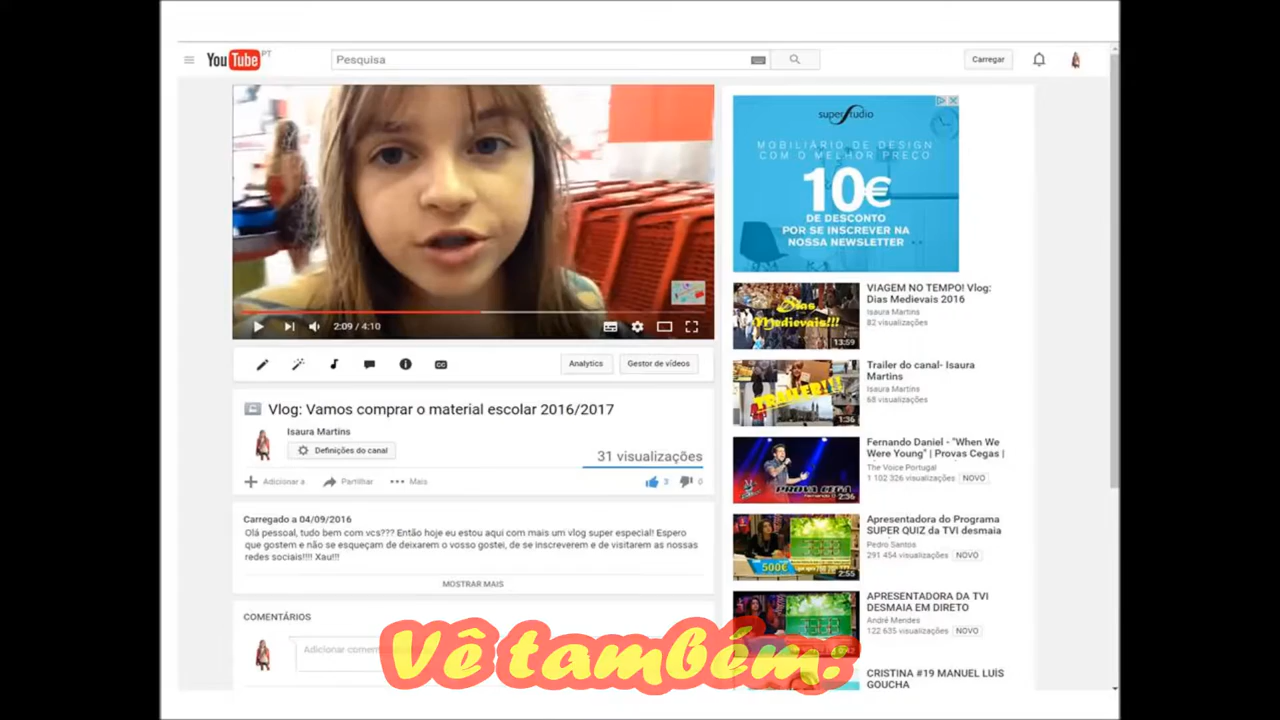 YouTube PT
Pesquisa
Carregar
2:09 / 4:10
Analytics
Gestor de vídeos
Vlog: Vamos comprar o material escolar 2016/2017
Isaura Martins
Definições do canal
31 visualizações
Adicionar a
Partilhar
Mais
3
0
Carregado a 04/09/2016
Olá pessoal, tudo bem com vcs??? Então hoje eu estou aqui com mais um vlog super especial! Espero
que gostem e não se esqueçam de deixarem o vosso gostei, de se inscreverem e de visitarem as nossas
redes sociais!!!! Xau!!!
MOSTRAR MAIS
COMENTÁRIOS
Vê também:
superstudio
MOBILIÁRIO DE DESIGN
COM O MELHOR PREÇO
10€
DE DESCONTO
POR SE INSCREVER NA
NOSSA NEWSLETTER
Dias
Medievais!!!
13:59
VIAGEM NO TEMPO! Vlog:
Dias Medievais 2016
Isaura Martins
82 visualizações
TRAILER!!!
1:36
Trailer do canal- Isaura
Martins
Isaura Martins
68 visualizações
PROVA CEGA
2:36
Fernando Daniel - "When We
Were Young" | Provas Cegas |
The Voice Portugal
1 102 326 visualizações NOVO
500€
2:55
Apresentadora do Programa
SUPER QUIZ da TVI desmaia
Pedro Santos
291 454 visualizações NOVO
APRESENTADORA DA TVI
DESMAIA EM DIRETO
André Mendes
122 635 visualizações NOVO
CRISTINA #19 MANUEL LUÍS
GOUCHA